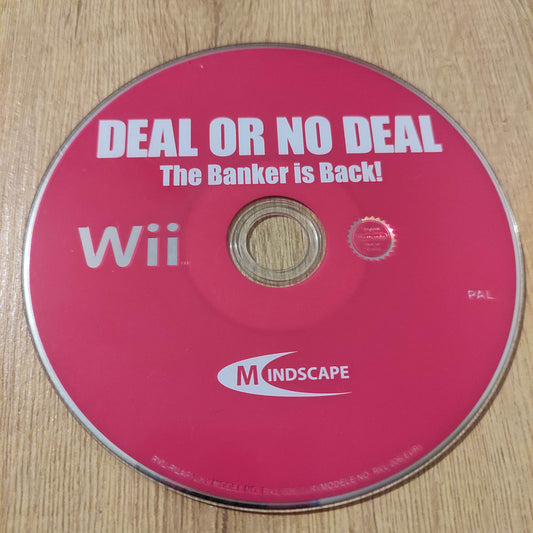 DEAL OR NO DEAL
The Banker is Back!
Wii
PAL
MINDSCAPE